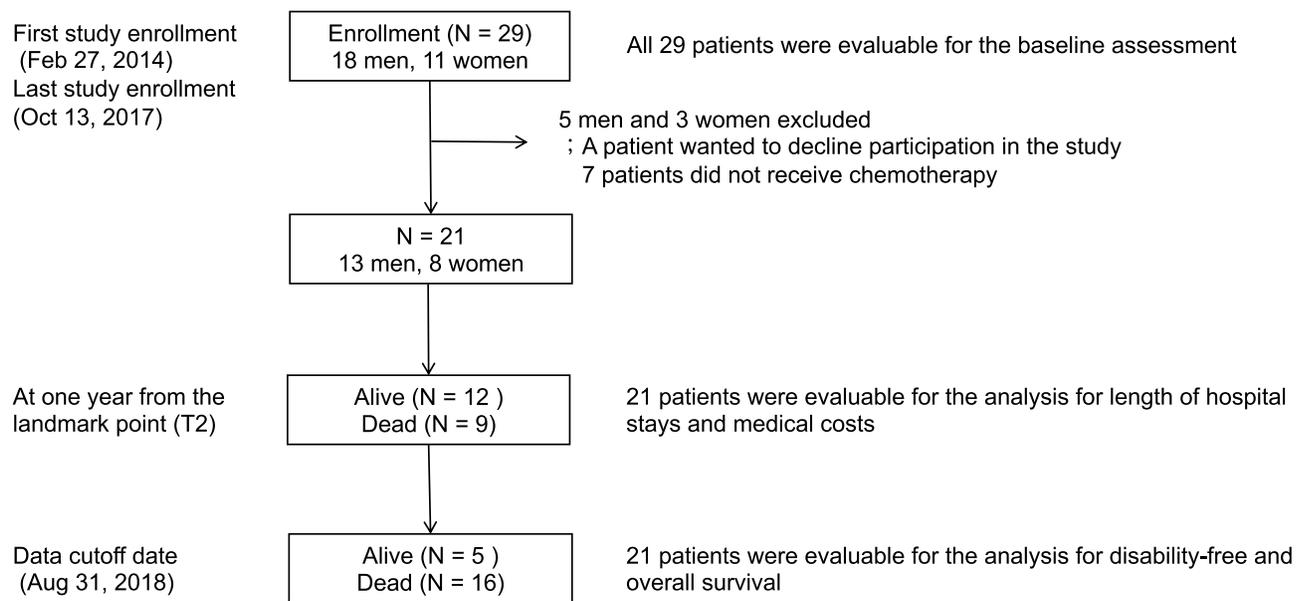 First study enrollment
(Feb 27, 2014)
Last study enrollment
(Oct 13, 2017)
Enrollment (N = 29)
18 men, 11 women
All 29 patients were evaluable for the baseline assessment
5 men and 3 women excluded
; A patient wanted to decline participation in the study
7 patients did not receive chemotherapy
N = 21
13 men, 8 women
At one year from the
landmark point (T2)
Alive (N = 12 )
Dead (N = 9)
21 patients were evaluable for the analysis for length of hospital
stays and medical costs
Data cutoff date
(Aug 31, 2018)
Alive (N = 5 )
Dead (N = 16)
21 patients were evaluable for the analysis for disability-free and
overall survival